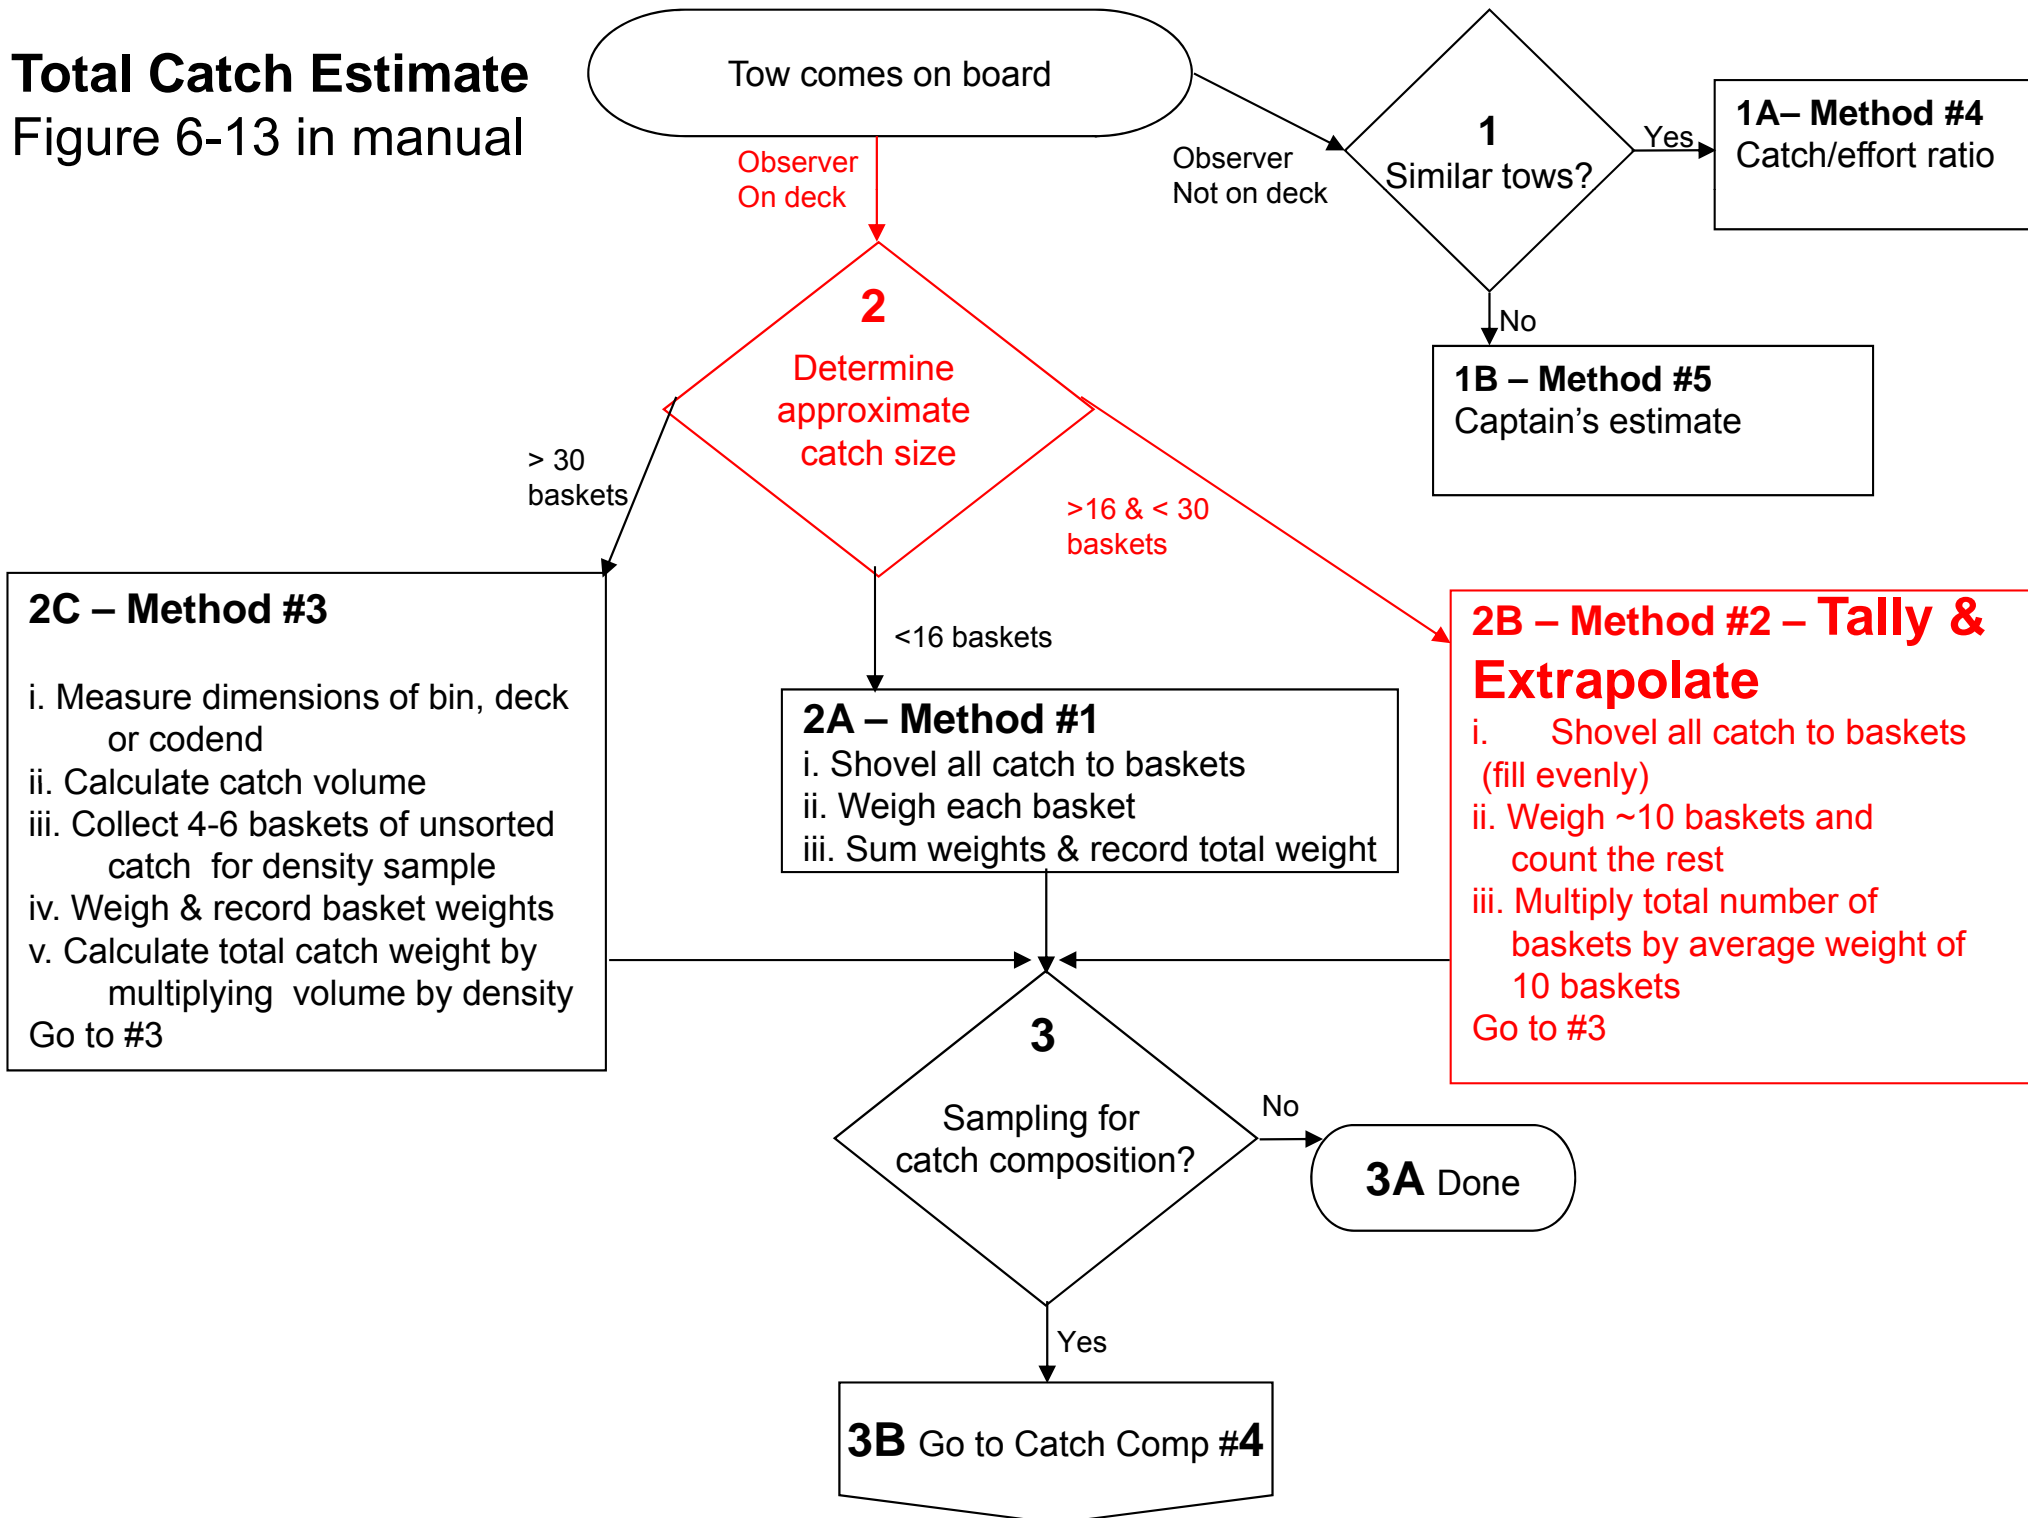 Total Catch Estimate
Figure 6-13 in manual
Tow comes on board
Observer
On deck
Observer
Not on deck
1
Similar tows?
Yes
1A– Method #4
Catch/effort ratio
No
1B – Method #5
Captain’s estimate
2
Determine
approximate
catch size
> 30
baskets
<16 baskets
>16 & < 30
baskets
2C – Method #3
i. Measure dimensions of bin, deck
or codend
ii. Calculate catch volume
iii. Collect 4-6 baskets of unsorted
catch for density sample
iv. Weigh & record basket weights
v. Calculate total catch weight by
multiplying volume by density
Go to #3
2A – Method #1
i. Shovel all catch to baskets
ii. Weigh each basket
iii. Sum weights & record total weight
2B – Method #2 – Tally &
Extrapolate
i. Shovel all catch to baskets
(fill evenly)
ii. Weigh ~10 baskets and
count the rest
iii. Multiply total number of
baskets by average weight of
10 baskets
Go to #3
3
Sampling for
catch composition?
No
3A Done
Yes
3B Go to Catch Comp #4